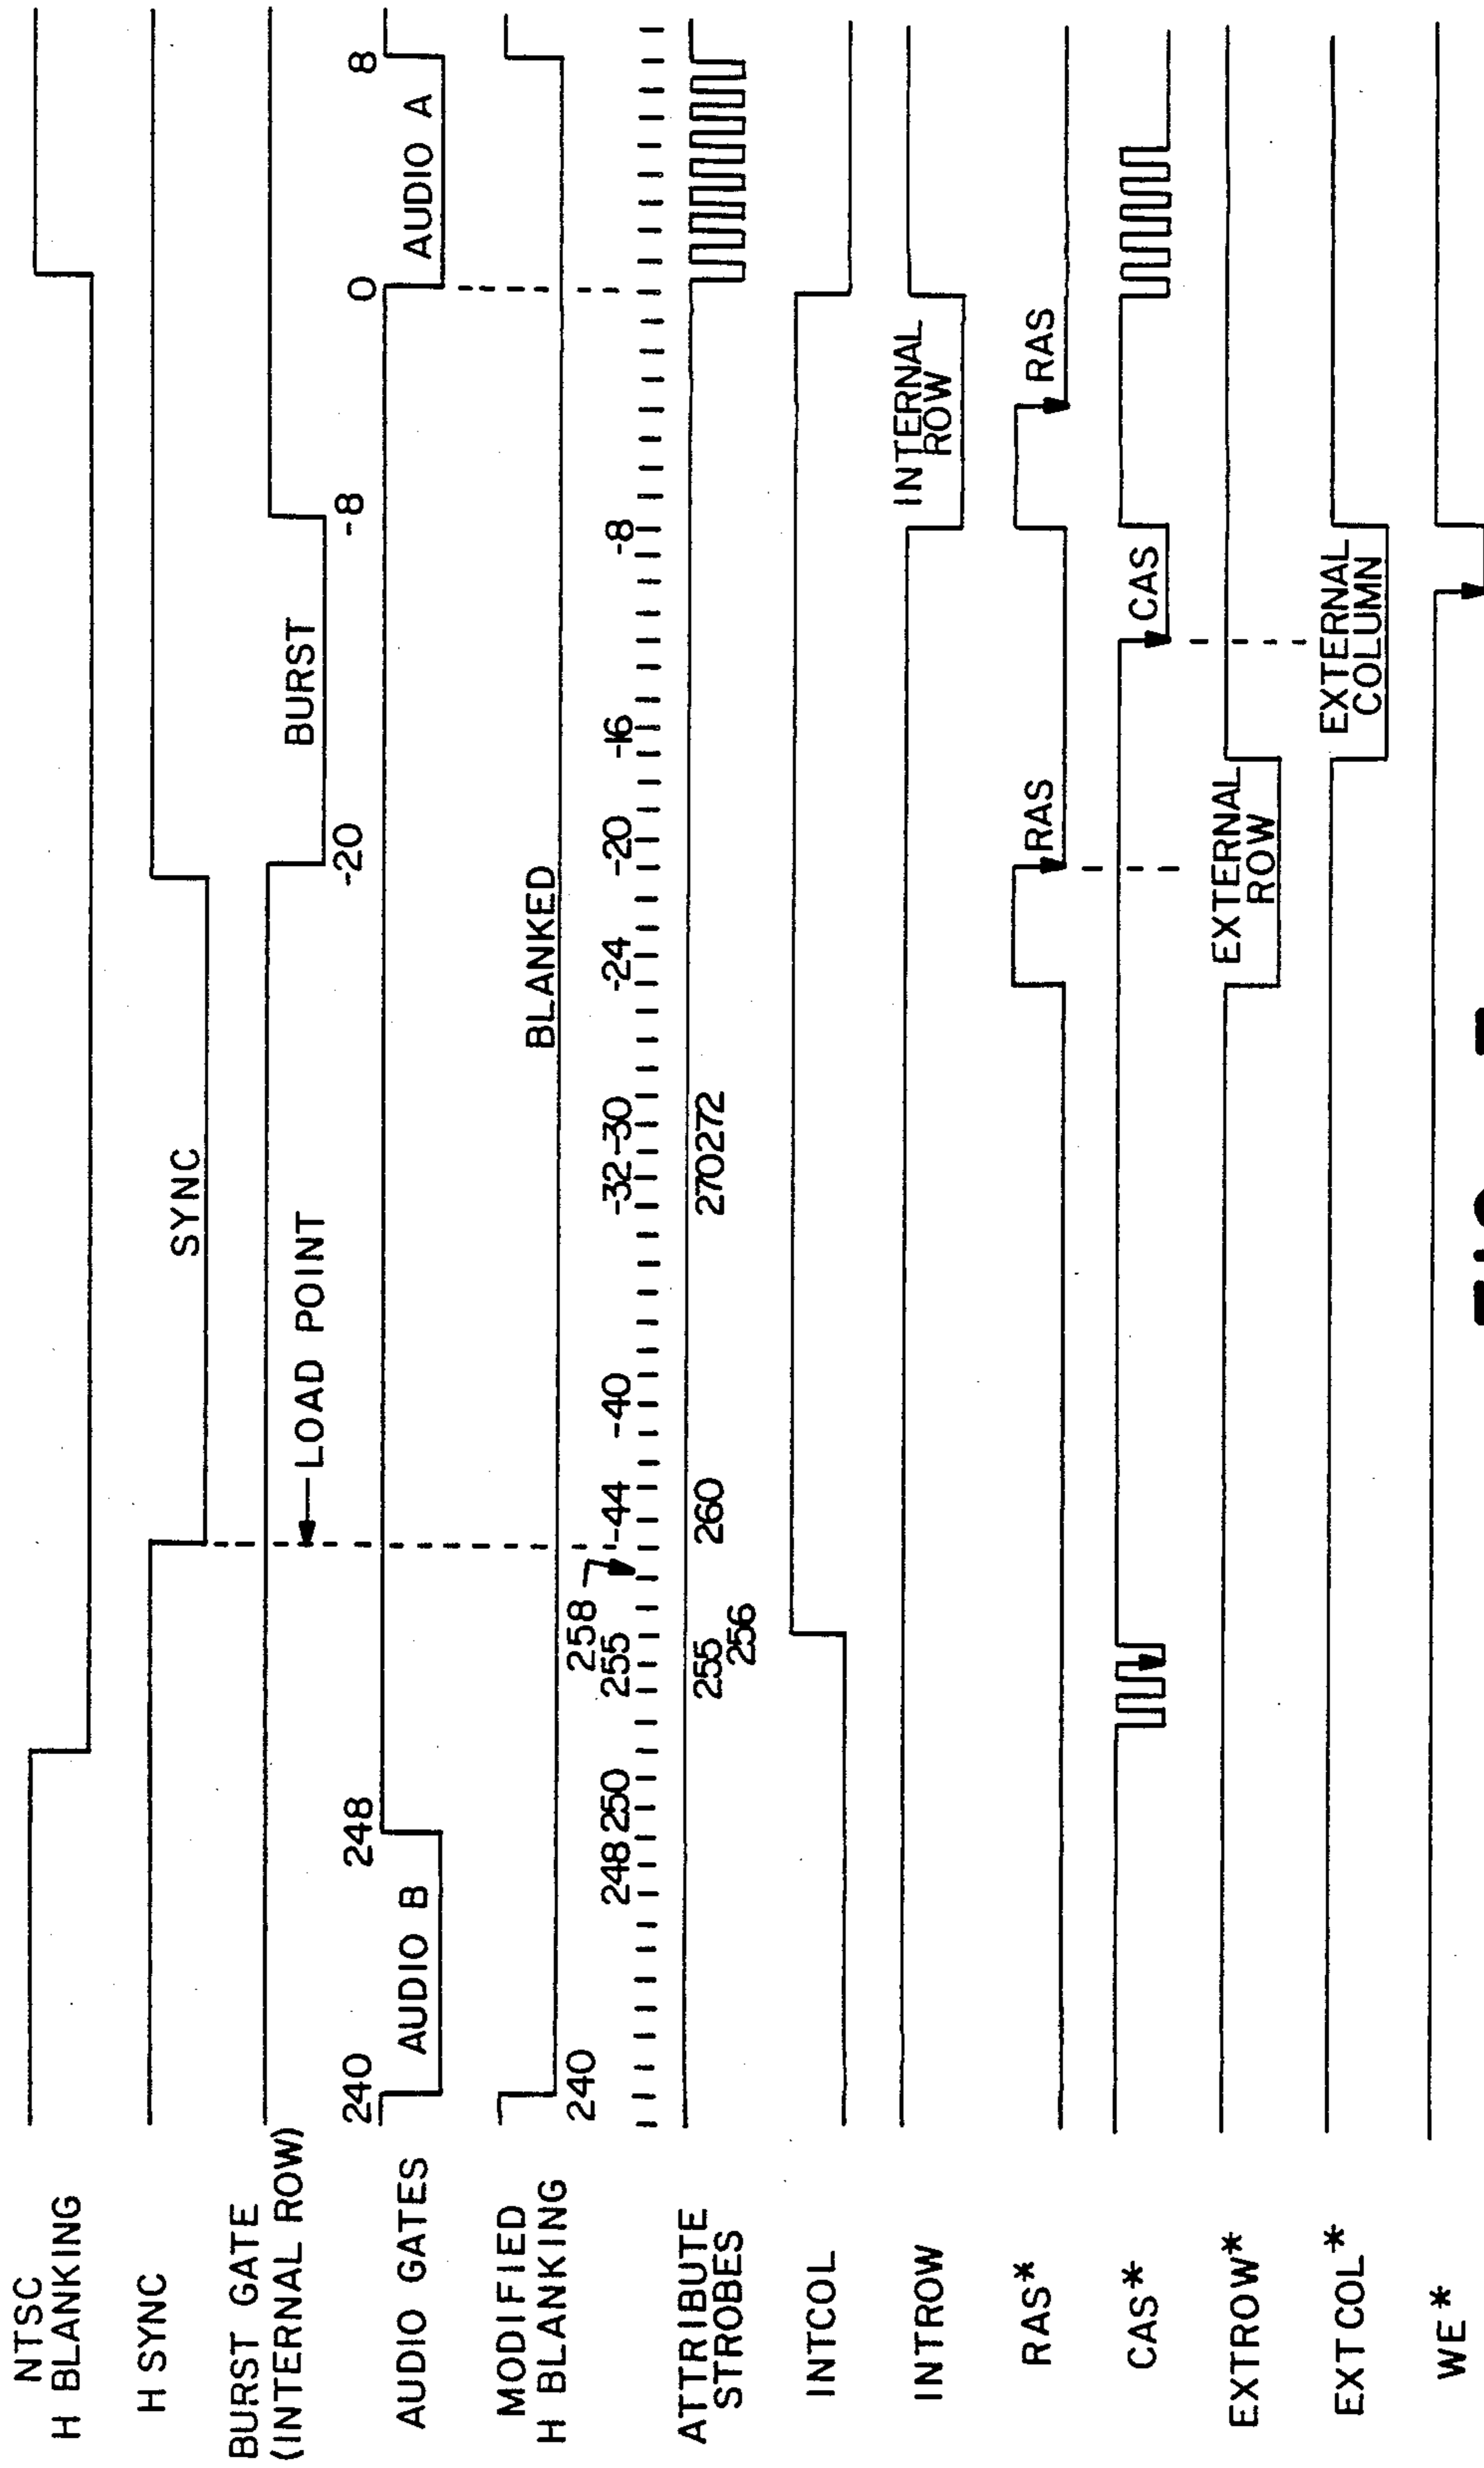 NTSC
H BLANKING
H SYNC
SYNC
BURST GATE
(INTERNAL ROW)
LOAD POINT
BURST
-20
-8
AUDIO GATES
240
AUDIO B
248
0
AUDIO A
8
MODIFIED
H BLANKING
240
BLANKED
258
248 250
255
-44
-40
-32
-30
-24
-20
-16
-8
ATTRIBUTE
STROBES
255
256
260
270
272
INTCOL
INTROW
INTERNAL
ROW
RAS*
RAS
RAS
CAS*
CAS
EXTROW*
EXTERNAL
ROW
EXTCOL*
EXTERNAL
COLUMN
WE*